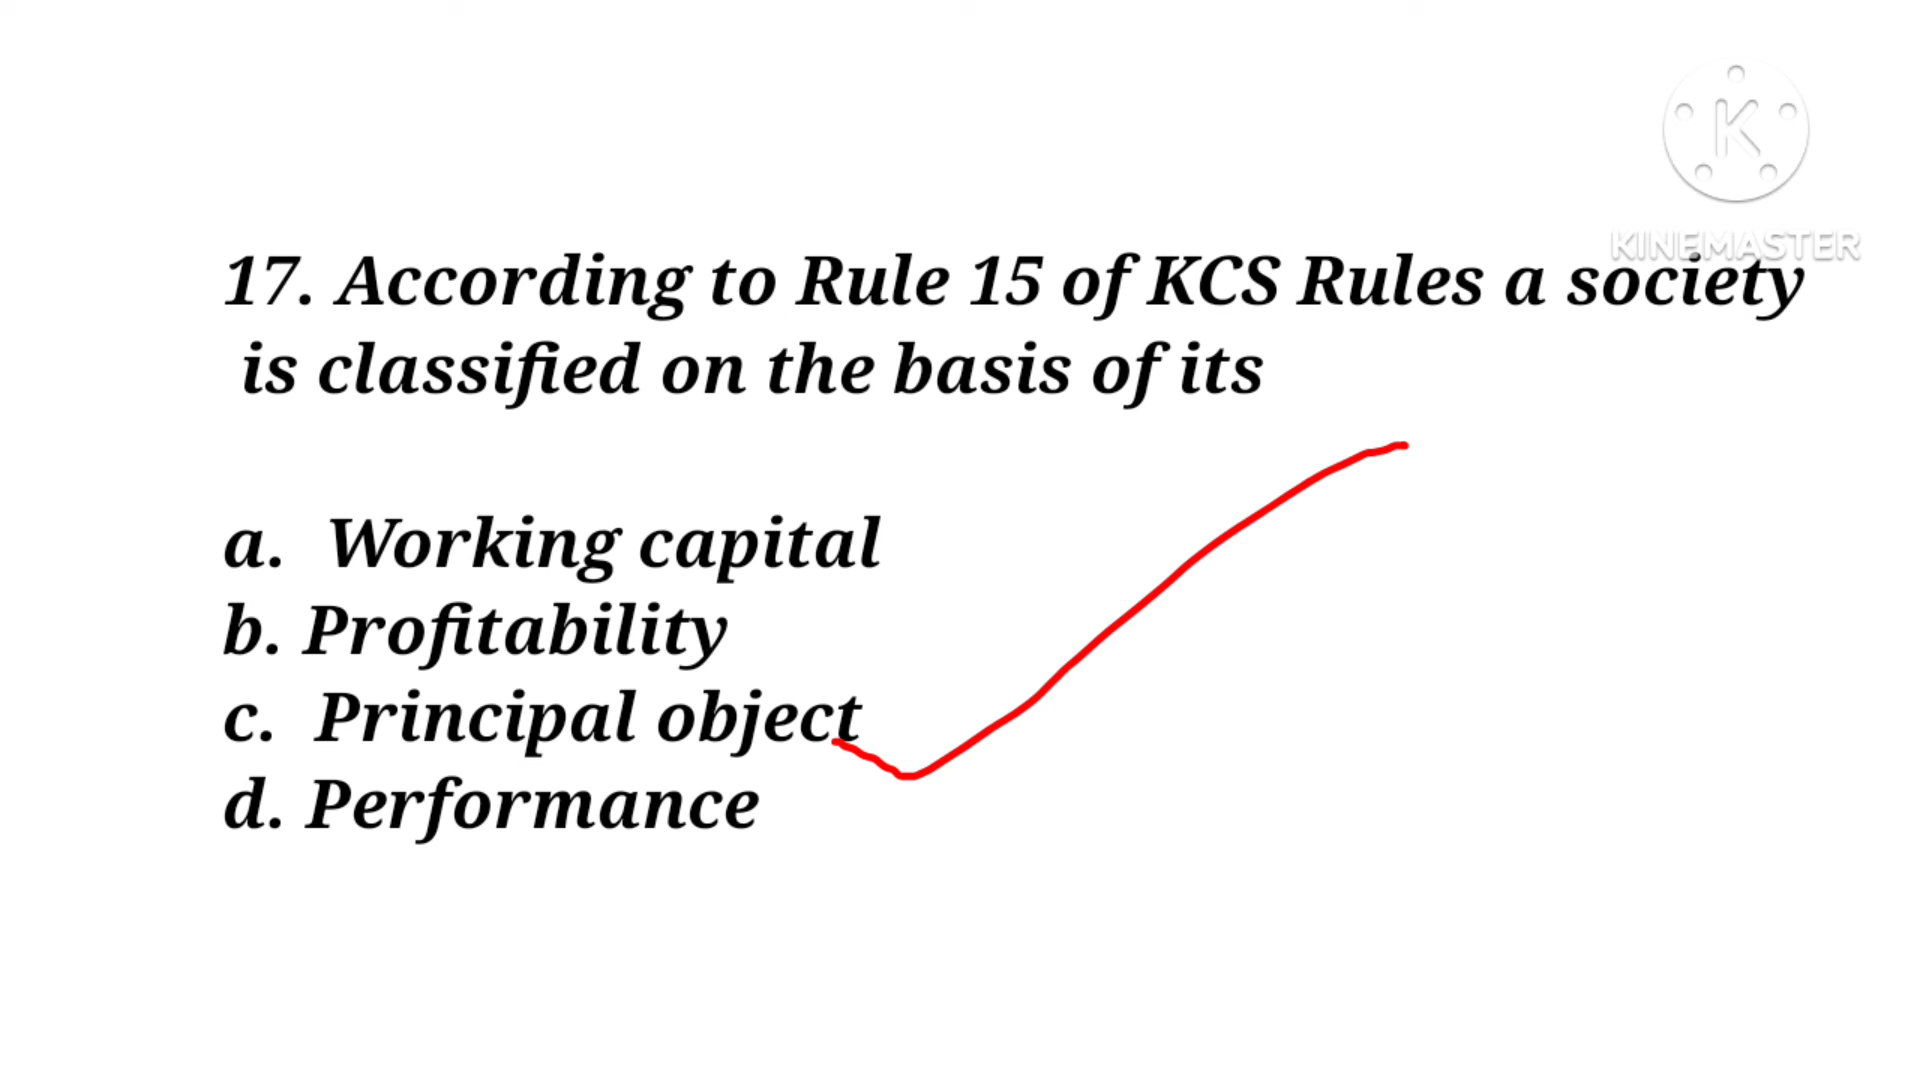 K
KINEMASTER
17. According to Rule 15 of KCS Rules a society
is classified on the basis of its
a. Working capital
b. Profitability
c. Principal object
d. Performance